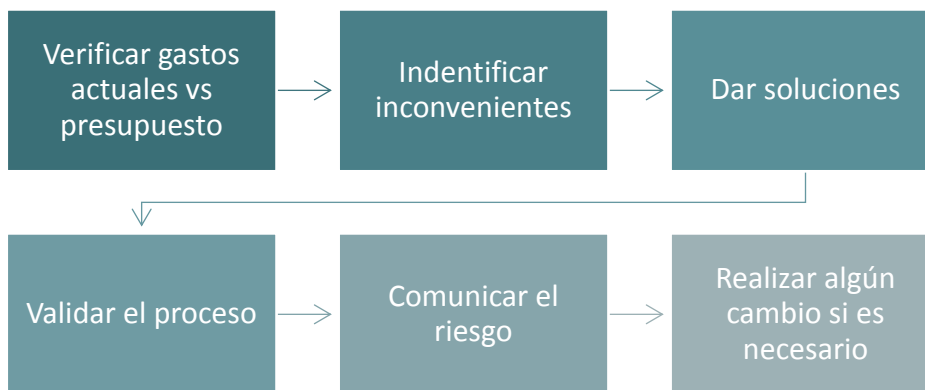 Verificar gastos
actuales vs
presupuesto
Indentificar
inconvenientes
Dar soluciones
Validar el proceso
Comunicar el
riesgo
Realizar algún
cambio si es
necesario